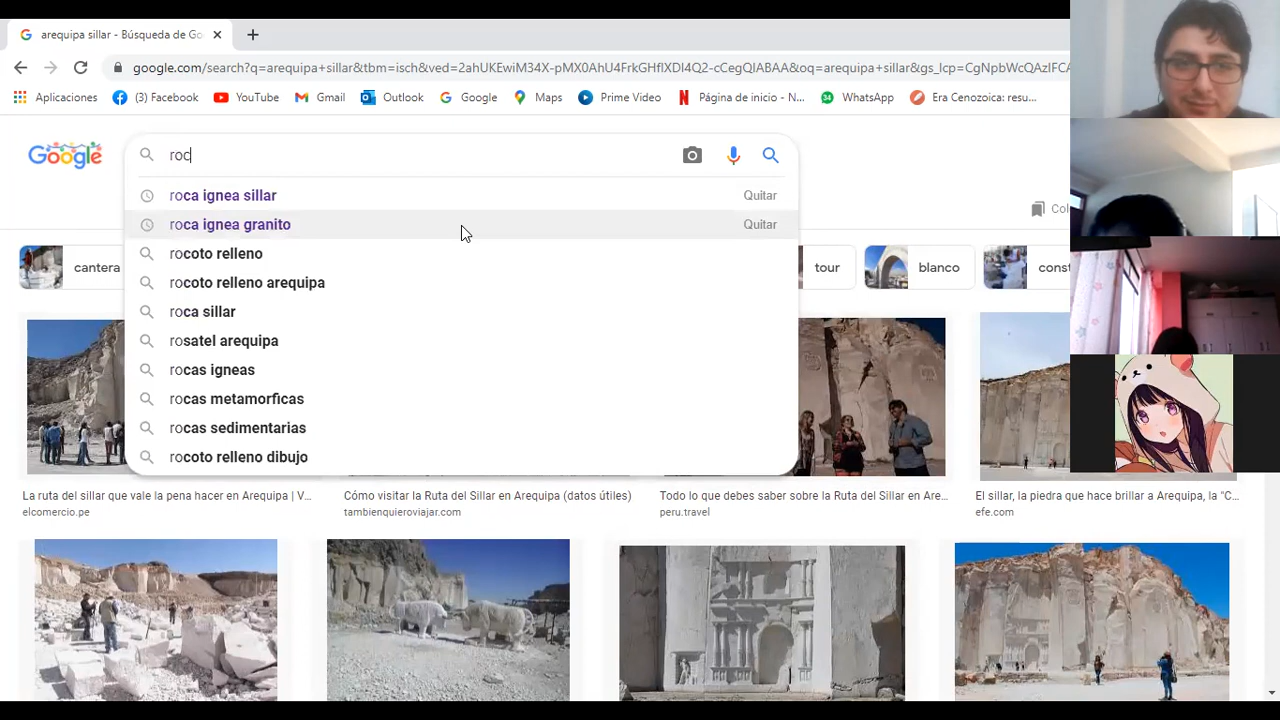 arequipa sillar - Búsqueda de Go
google.com/search?q=arequipa+sillar&tbm=isch&ved=2ahUKEwiM34X-pMX0AhU4FrkGHflXDI4Q2-cCegQIABAA&oq=arequipa+sillar&gs_lcp=CgNpbWcQAzIFCA
Aplicaciones (3) Facebook YouTube Gmail Outlook Google Maps Prime Video Página de inicio - N... 34 WhatsApp Era Cenozoica: resu...
Google
roc
roca ignea sillar Quitar
roca ignea granito Quitar
Col
rocoto relleno
cantera tour blanco const
rocoto relleno arequipa
roca sillar
rosatel arequipa
rocas igneas
rocas metamorficas
rocas sedimentarias
rocoto relleno dibujo
La ruta del sillar que vale la pena hacer en Arequipa | V... Cómo visitar la Ruta del Sillar en Arequipa (datos útiles) Todo lo que debes saber sobre la Ruta del Sillar en Are... El sillar, la piedra que hace brillar a Arequipa, la "C...
elcomercio.pe tambienquieroviajar.com peru.travel efe.com